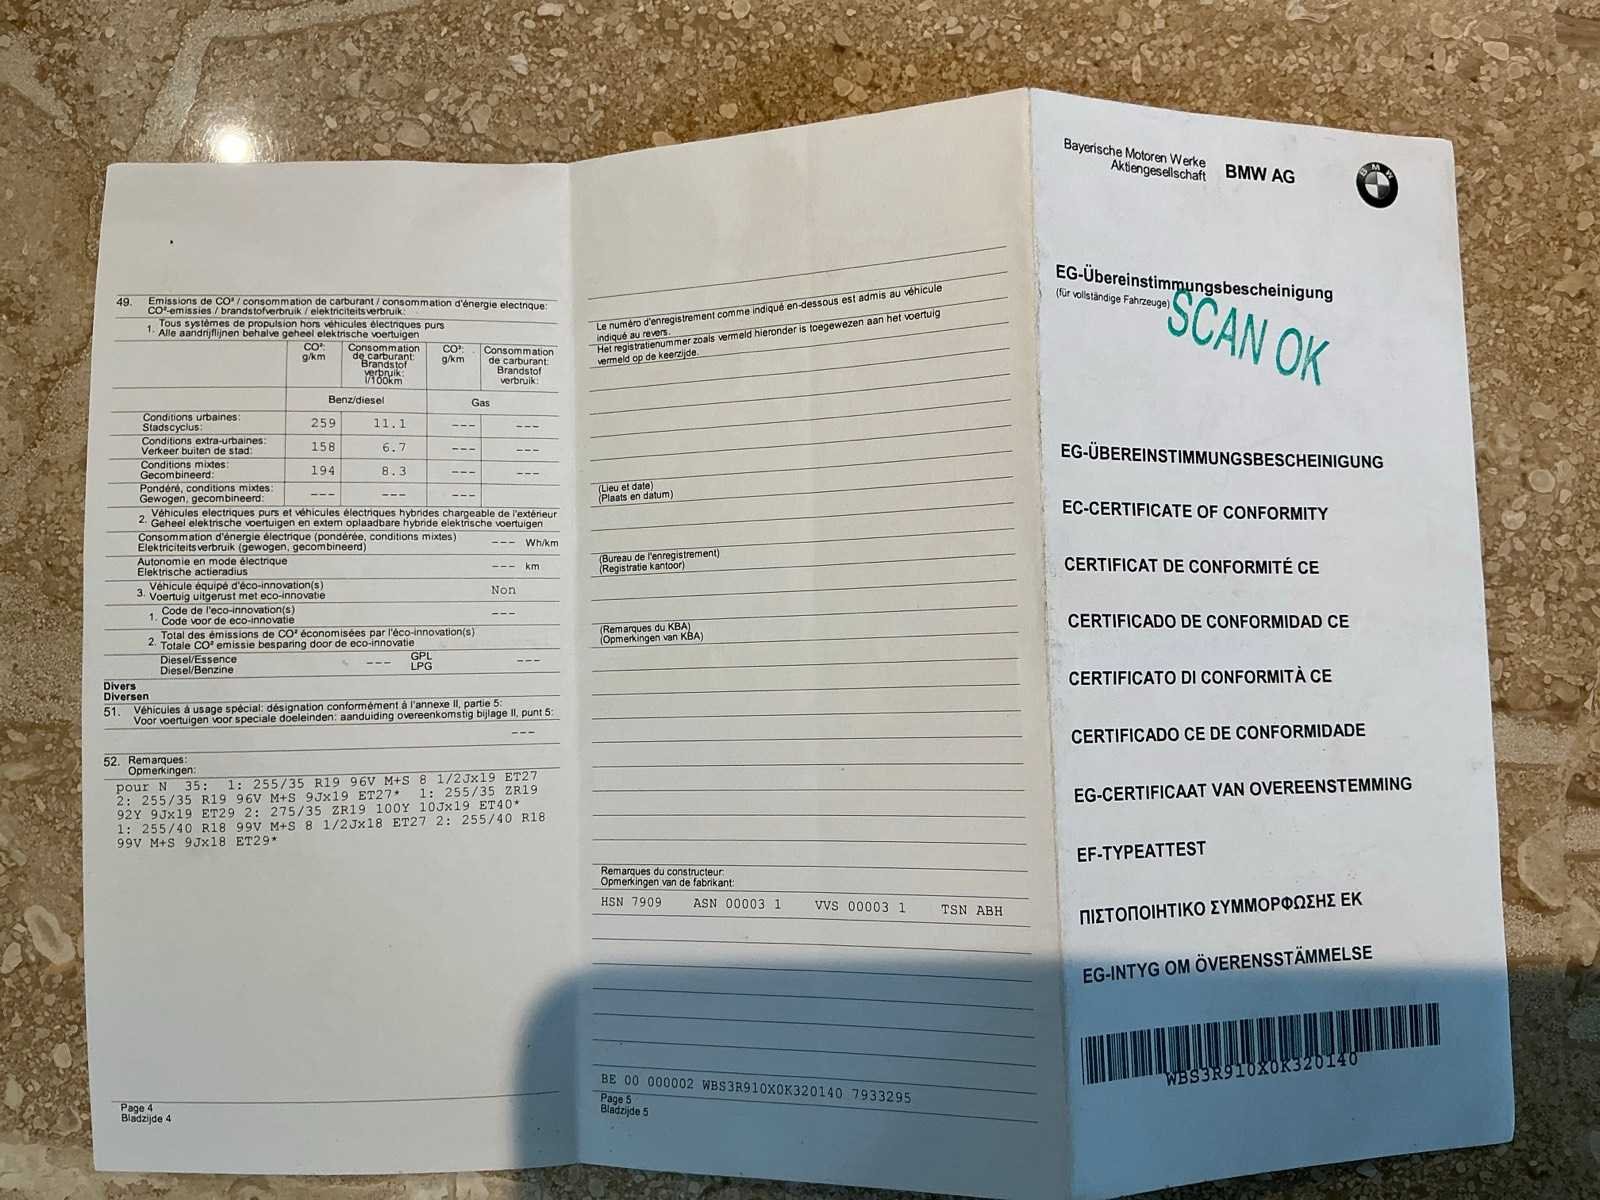 49. Emissions de CO² / consommation de carburant / consommation d'énergie electrique:
CO²-emissies / brandstofverbruik / elektriciteitsverbruik:
1. Tous systèmes de propulsion hors véhicules électriques purs
Alle aandrijflijnen behalve geheel elektrische voertuigen
CO²: g/km
Consommation de carburant: Brandstof verbruik: l/100km
CO²: g/km
Consommation de carburant: Brandstof verbruik:
Benz/diesel
Gas
Conditions urbaines:
Stadscyclus: 259 11.1 --- ---
Conditions extra-urbaines:
Verkeer buiten de stad: 158 6.7 --- ---
Conditions mixtes:
Gecombineerd: 194 8.3 --- ---
Pondéré, conditions mixtes:
Gewogen, gecombineerd: --- --- ---
2. Véhicules electriques purs et véhicules électriques hybrides chargeable de l'extérieur
Geheel elektrische voertuigen en extern oplaadbare hybride elektrische voertuigen
Consommation d'énergie électrique (pondérée, conditions mixtes)
Elektriciteitsverbruik (gewogen, gecombineerd) --- Wh/km
Autonomie en mode électrique
Elektrische actieradius --- km
3. Véhicule équipé d'éco-innovation(s)
Voertuig uitgerust met eco-innovatie Non
1. Code de l'eco-innovation(s)
Code voor de eco-innovatie ---
2. Total des émissions de CO² économisées par l'éco-innovation(s)
Totale CO² emissie besparing door de eco-innovatie
Diesel/Essence --- GPL ---
Diesel/Benzine LPG
Divers
Diversen
51. Véhicules à usage spécial: désignation conformément à l'annexe II, partie 5:
Voor voertuigen voor speciale doeleinden: aanduiding overeenkomstig bijlage II, punt 5:
---
52. Remarques:
Opmerkingen:
pour N 35: 1: 255/35 R19 96V M+S 8 1/2Jx19 ET27
2: 255/35 R19 96V M+S 9Jx19 ET27* 1: 255/35 ZR19
92Y 9Jx19 ET29 2: 275/35 ZR19 100Y 10Jx19 ET40*
1: 255/40 R18 99V M+S 8 1/2Jx18 ET27 2: 255/40 R18
99V M+S 9Jx18 ET29*
Page 4
Bladzijde 4
Le numéro d'enregistrement comme indiqué en-dessous est admis au véhicule
indiqué au revers.
Het registratienummer zoals vermeld hieronder is toegewezen aan het voertuig
vermeld op de keerzijde.
(Lieu et date)
(Plaats en datum)
(Bureau de l'enregistrement)
(Registratie kantoor)
(Remarques du KBA)
(Opmerkingen van KBA)
Remarques du constructeur:
Opmerkingen van de fabrikant:
HSN 7909 ASN 00003 1 VVS 00003 1 TSN ABH
BE 00 000002 WBS3R910X0K320140 7933295
Page 5
Bladzijde 5
Bayerische Motoren Werke
Aktiengesellschaft BMW AG
BMW
EG-Übereinstimmungsbescheinigung
(für vollständige Fahrzeuge)
SCAN OK
EG-ÜBEREINSTIMMUNGSBESCHEINIGUNG
EC-CERTIFICATE OF CONFORMITY
CERTIFICAT DE CONFORMITÉ CE
CERTIFICADO DE CONFORMIDAD CE
CERTIFICATO DI CONFORMITÀ CE
CERTIFICADO CE DE CONFORMIDADE
EG-CERTIFICAAT VAN OVEREENSTEMMING
EF-TYPEATTEST
ΠΙΣΤΟΠΟΙΗΤΙΚΟ ΣΥΜΜΟΡΦΩΣΗΣ ΕΚ
EG-INTYG OM ÖVERENSSTÄMMELSE
WBS3R910X0K320140